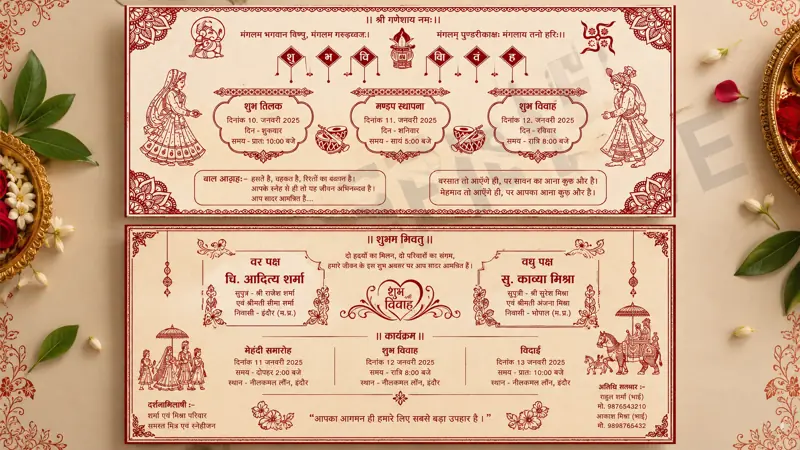 ।। श्री गणेशाय नमः।।
मंगलम भगवान विष्णु, मंगलम गरुड़ध्वजः।
मंगलम् पुण्डरीकाक्षः मंगलाय तनो हरिः।।
शु भ वि वा वं ह
शुभ तिलक
दिनांक 10. जनवरी 2025
दिन - शुक्रवार
समय - प्रातः 10:00 बजे
मण्डप स्थापना
दिनांक 11. जनवरी 2025
दिन - शनिवार
समय - सायं 5:00 बजे
शुभ विवाह
दिनांक 12. जनवरी 2025
दिन - रविवार
समय - रात्रि 8:00 बजे
बाल आग्रहः-
हसते है, वहकत है, रिश्तों का बंधपन है।
आपके स्नेह से ही तो यह जीवन अभिनन्दन है।
आप सादर आमंत्रित है...
बरसात तो आएंगे ही, पर सावन का आना कुछ और है।
मेहमाद तो आएंगे ही, पर आपका आना कुछ और है।
॥ शुभम भिवतु ॥
दो हृदयों का मिलन, दो परिवारों का संगम,
हमारे जीवन के इस शुभ अवसर पर आप सादर आमंत्रित हैं।
वर पक्ष
चि. आदित्य शर्मा
सुपुत्र - श्री राजेश शर्मा
एवं श्रीमती सीमा शर्मा
निवासी - इंदौर (म.प्र.)
शुभ
विवाह
वधु पक्ष
सु. काव्या मिश्रा
सुपुत्री - श्री सुरेश मिश्रा
एवं श्रीमती अंजना मिश्रा
निवासी - भोपाल (म.प्र.)
॥ कार्यक्रम ॥
मेहंदी समारोह
दिनांक 11 जनवरी 2025
समय - दोपहर 2:00 बजे
स्थान - नीलकमल लॉन, इंदौर
शुभ विवाह
दिनांक 12 जनवरी 2025
समय - रात्रि 8:00 बजे
स्थान - नीलकमल लॉन, इंदौर
विदाई
दिनांक 13 जनवरी 2025
समय - प्रातः 10:00 बजे
स्थान - नीलकमल लॉन, इंदौर
दर्शनाभिलाषी :-
शर्मा एवं मिश्रा परिवार
समस्त मित्र एवं स्नेहीजन
"आपका आगमन ही हमारे लिए सबसे बड़ा उपहार है।"
अतिथि सत्कार :-
राहुल शर्मा (भाई)
मो. 9876543210
आकाश मिश्रा (भाई)
मो. 9898765432